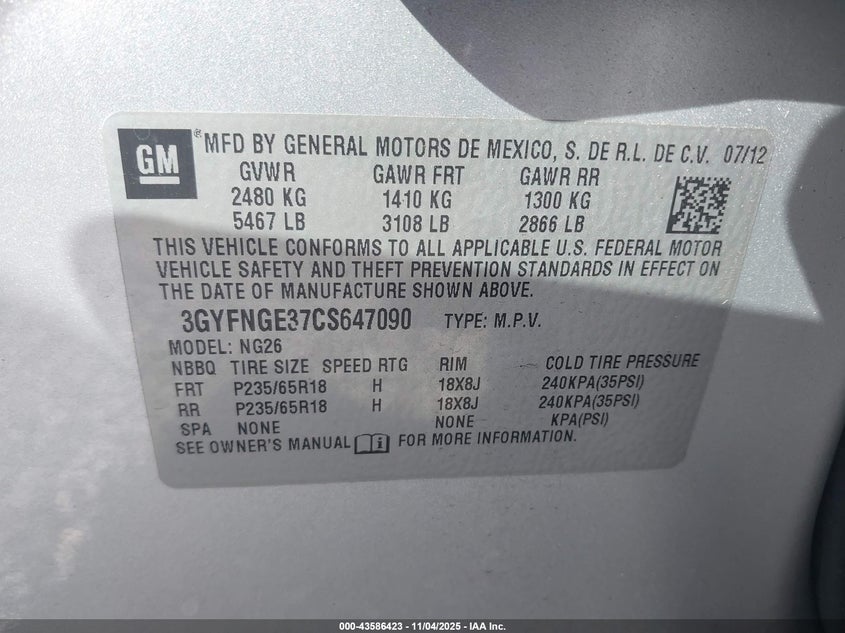 GM ® MFD BY GENERAL MOTORS DE MEXICO, S. DE R.L. DE C.V. 07/12
GVWR GAWR FRT GAWR RR
2480 KG 1410 KG 1300 KG
5467 LB 3108 LB 2866 LB
THIS VEHICLE CONFORMS TO ALL APPLICABLE U.S. FEDERAL MOTOR
VEHICLE SAFETY AND THEFT PREVENTION STANDARDS IN EFFECT ON
THE DATE OF MANUFACTURE SHOWN ABOVE.
3GYFNGE37CS647090 TYPE: M.P.V.
MODEL: NG26
NBBQ TIRE SIZE SPEED RTG RIM COLD TIRE PRESSURE
FRT P235/65R18 H 18X8J 240KPA(35PSI)
RR P235/65R18 H 18X8J 240KPA(35PSI)
SPA NONE NONE KPA(PSI)
SEE OWNER'S MANUAL i FOR MORE INFORMATION.
000-43586423 - 11/04/2025 - IAA Inc.